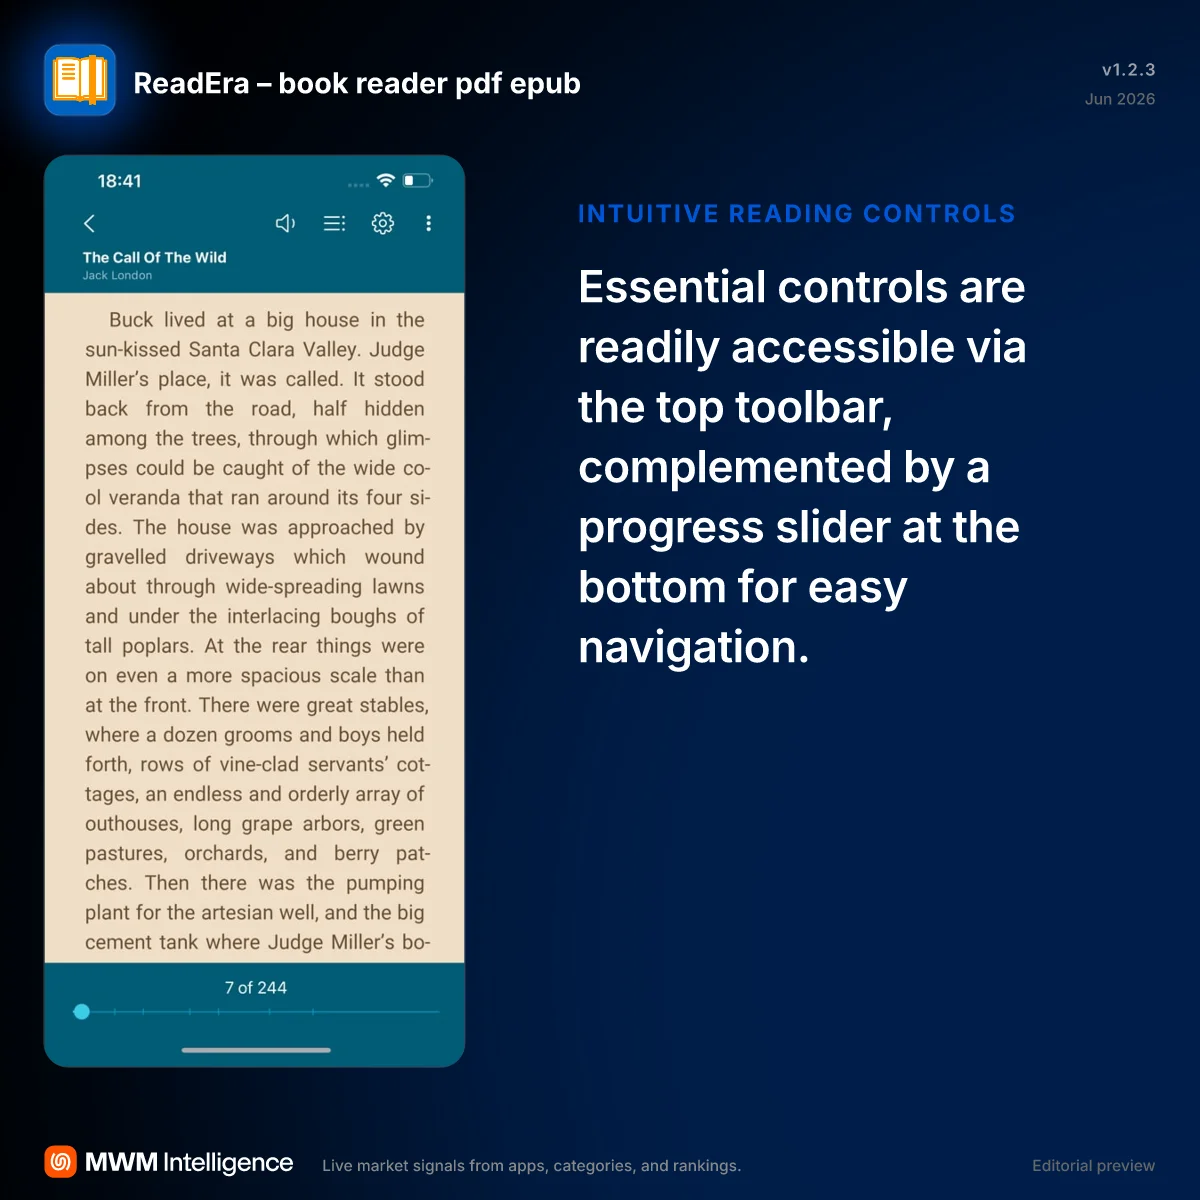 ReadEra – book reader pdf epub
v1.2.3
Jun 2026
18:41
The Call Of The Wild
Jack London
Buck lived at a big house in the
sun-kissed Santa Clara Valley. Judge
Miller’s place, it was called. It stood
back from the road, half hidden
among the trees, through which glim-
pses could be caught of the wide co-
ol veranda that ran around its four si-
des. The house was approached by
gravelled driveways which wound
about through wide-spreading lawns
and under the interlacing boughs of
tall poplars. At the rear things were
on even a more spacious scale than
at the front. There were great stables,
where a dozen grooms and boys held
forth, rows of vine-clad servants’ cot-
tages, an endless and orderly array of
outhouses, long grape arbors, green
pastures, orchards, and berry pat-
ches. Then there was the pumping
plant for the artesian well, and the big
cement tank where Judge Miller’s bo-
7 of 244
INTUITIVE READING CONTROLS
Essential controls are
readily accessible via
the top toolbar,
complemented by a
progress slider at the
bottom for easy
navigation.
MWM Intelligence
Live market signals from apps, categories, and rankings.
Editorial preview